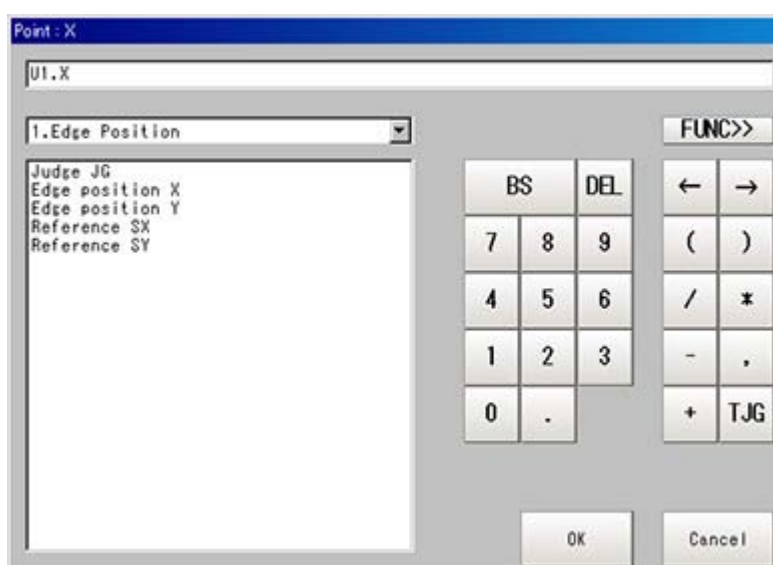 Point : X
U1.X
1.Edge Position
FUNC>>
Judge JG
Edge position X
Edge position Y
Reference SX
Reference SY
BS DEL ← →
7 8 9 ( )
4 5 6 / *
1 2 3 - ,
0 . + TJG
OK Cancel